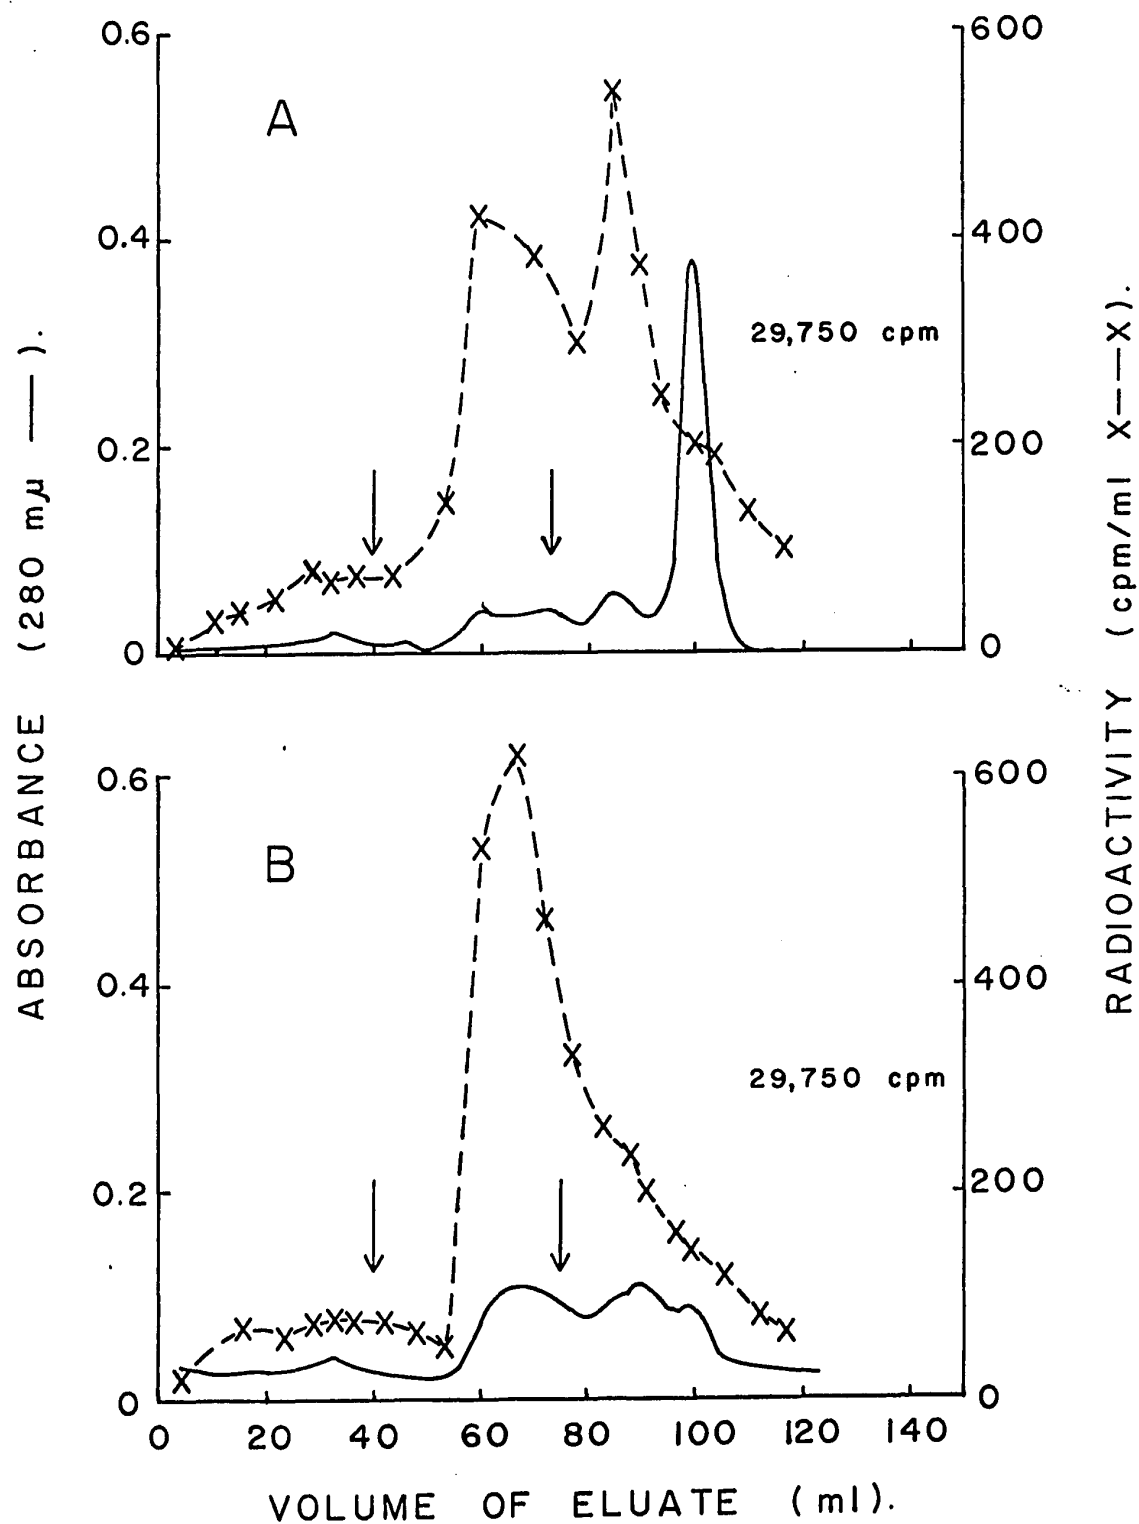 ABSORBANCE (280 mμ ——).
0.6
0.4
0.2
0
A
29,750 cpm
600
400
200
0
0.6
0.4
0.2
0
B
29,750 cpm
600
400
200
0
RADIOACTIVITY (cpm/ml X——X).
0 20 40 60 80 100 120 140
VOLUME OF ELUATE (ml).